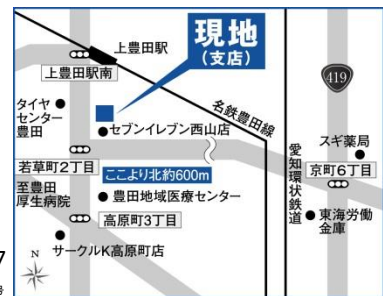 上豊田駅
現地
(支店)
上豊田駅南
419
タイヤ
センター
豊田
名鉄豊田線
セブンイレブン西山店
スギ薬局
若草町2丁目
ここより北約600m
京町6丁目
愛知環状鉄道
至豊田
厚生病院
豊田地域医療センター
高原町3丁目
東海労働
金庫
N
サークルK高原町店
7
号